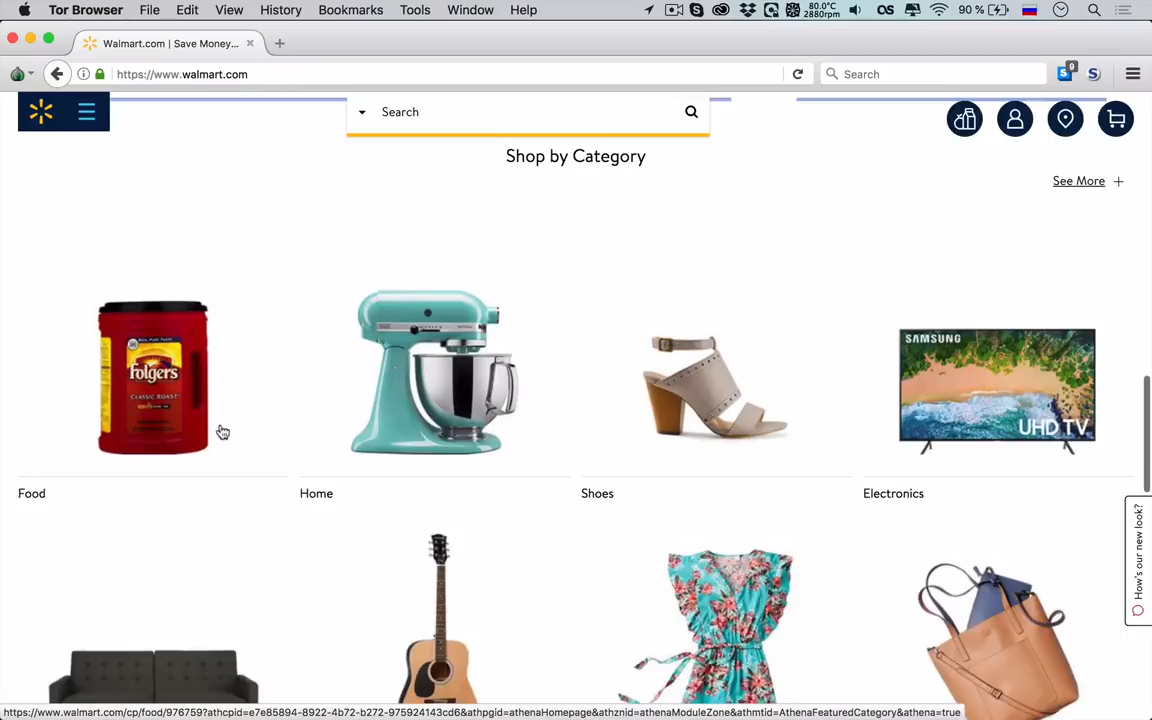 Tor Browser File Edit View History Bookmarks Tools Window Help 80.0°C 2880rpm OS 90 %
Walmart.com | Save Money...
https://www.walmart.com
Search
9
Search
Shop by Category
See More
Folgers
CLASSIC ROAST
SAMSUNG
UHD TV
Food
Home
Shoes
Electronics
How's our new look?
https://www.walmart.com/cp/food/976759?athcpid=e7e85894-8922-4b72-b272-975924143cd6&athpgid=athenaHomepage&athznid=athenaModuleZone&athmtid=AthenaFeaturedCategory&athena=true